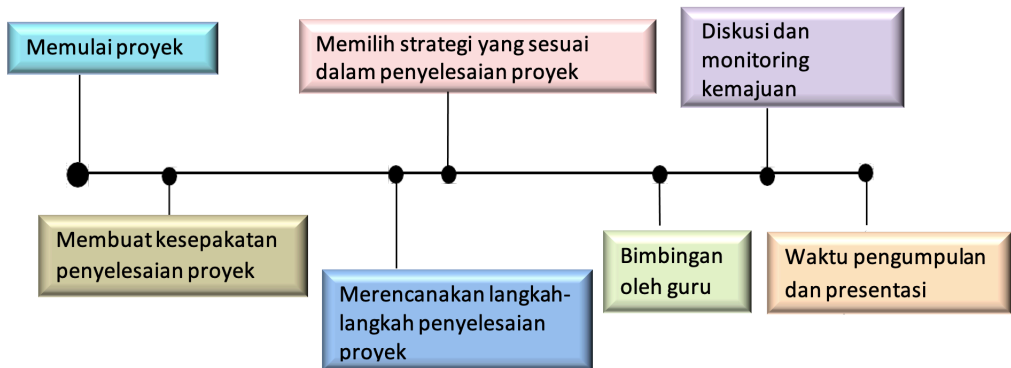 Memulai proyek
Memilih strategi yang sesuai
dalam penyelesaian proyek
Diskusi dan
monitoring
kemajuan
Membuat kesepakatan
penyelesaian proyek
Merencanakan langkah-
langkah penyelesaian
proyek
Bimbingan
oleh guru
Waktu pengumpulan
dan presentasi